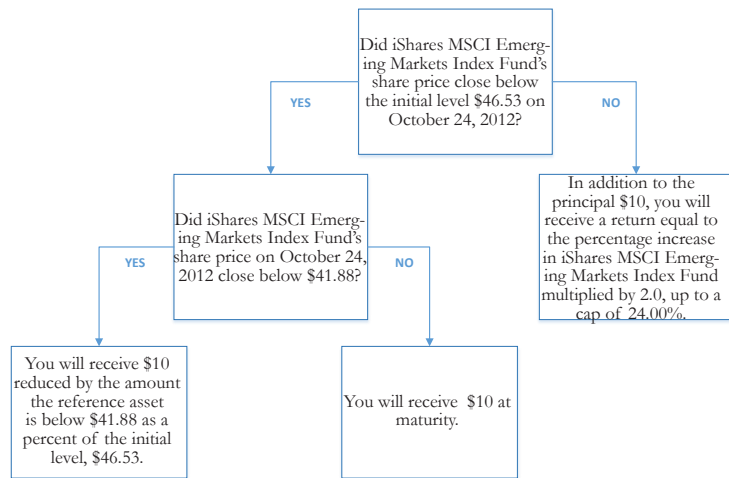 Did iShares MSCI Emerg-
ing Markets Index Fund's
share price close below
the initial level $46.53 on
October 24, 2012?
YES
NO
Did iShares MSCI Emerg-
ing Markets Index Fund's
share price on October 24,
2012 close below $41.88?
In addition to the
principal $10, you will
receive a return equal to
the percentage increase
in iShares MSCI Emerg-
ing Markets Index Fund
multiplied by 2.0, up to a
cap of 24.00%.
YES
NO
You will receive $10
reduced by the amount
the reference asset
is below $41.88 as a
percent of the initial
level, $46.53.
You will receive $10 at
maturity.